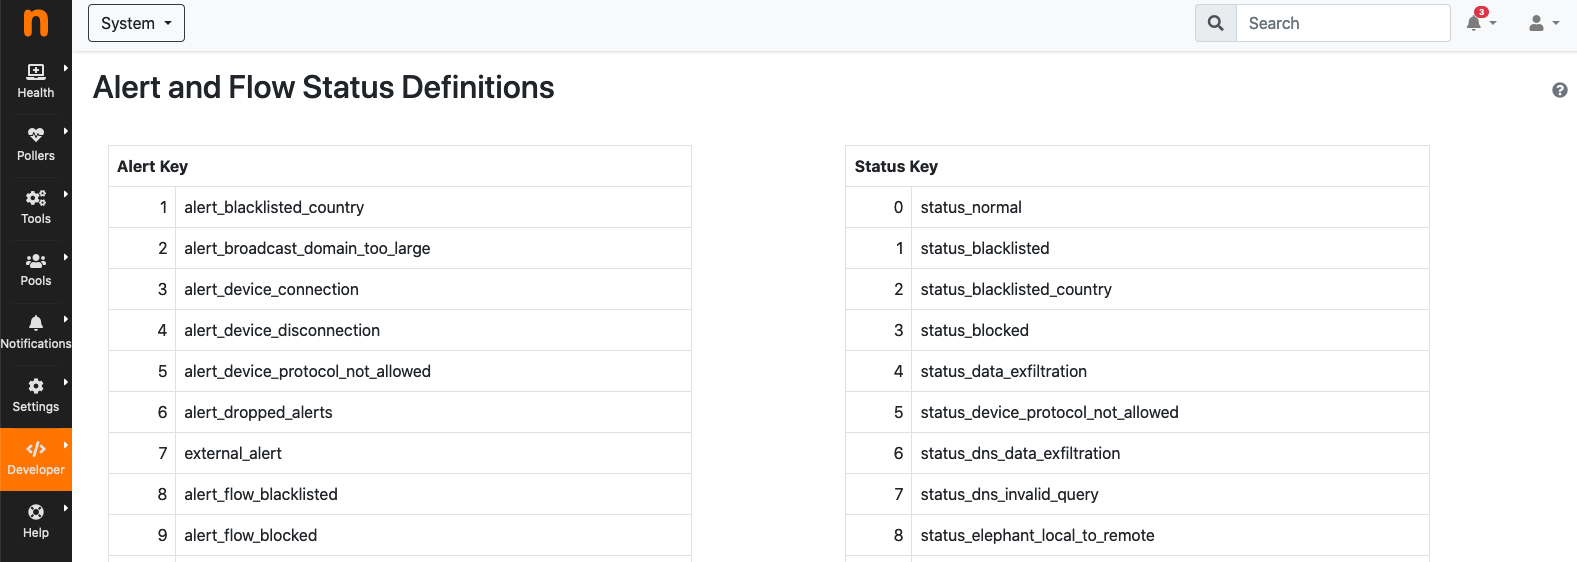 n
System
Search
3
Health
Pollers
Tools
Pools
Notifications
Settings
Developer
Help
Alert and Flow Status Definitions
Alert Key
1 alert_blacklisted_country
2 alert_broadcast_domain_too_large
3 alert_device_connection
4 alert_device_disconnection
5 alert_device_protocol_not_allowed
6 alert_dropped_alerts
7 external_alert
8 alert_flow_blacklisted
9 alert_flow_blocked
Status Key
0 status_normal
1 status_blacklisted
2 status_blacklisted_country
3 status_blocked
4 status_data_exfiltration
5 status_device_protocol_not_allowed
6 status_dns_data_exfiltration
7 status_dns_invalid_query
8 status_elephant_local_to_remote